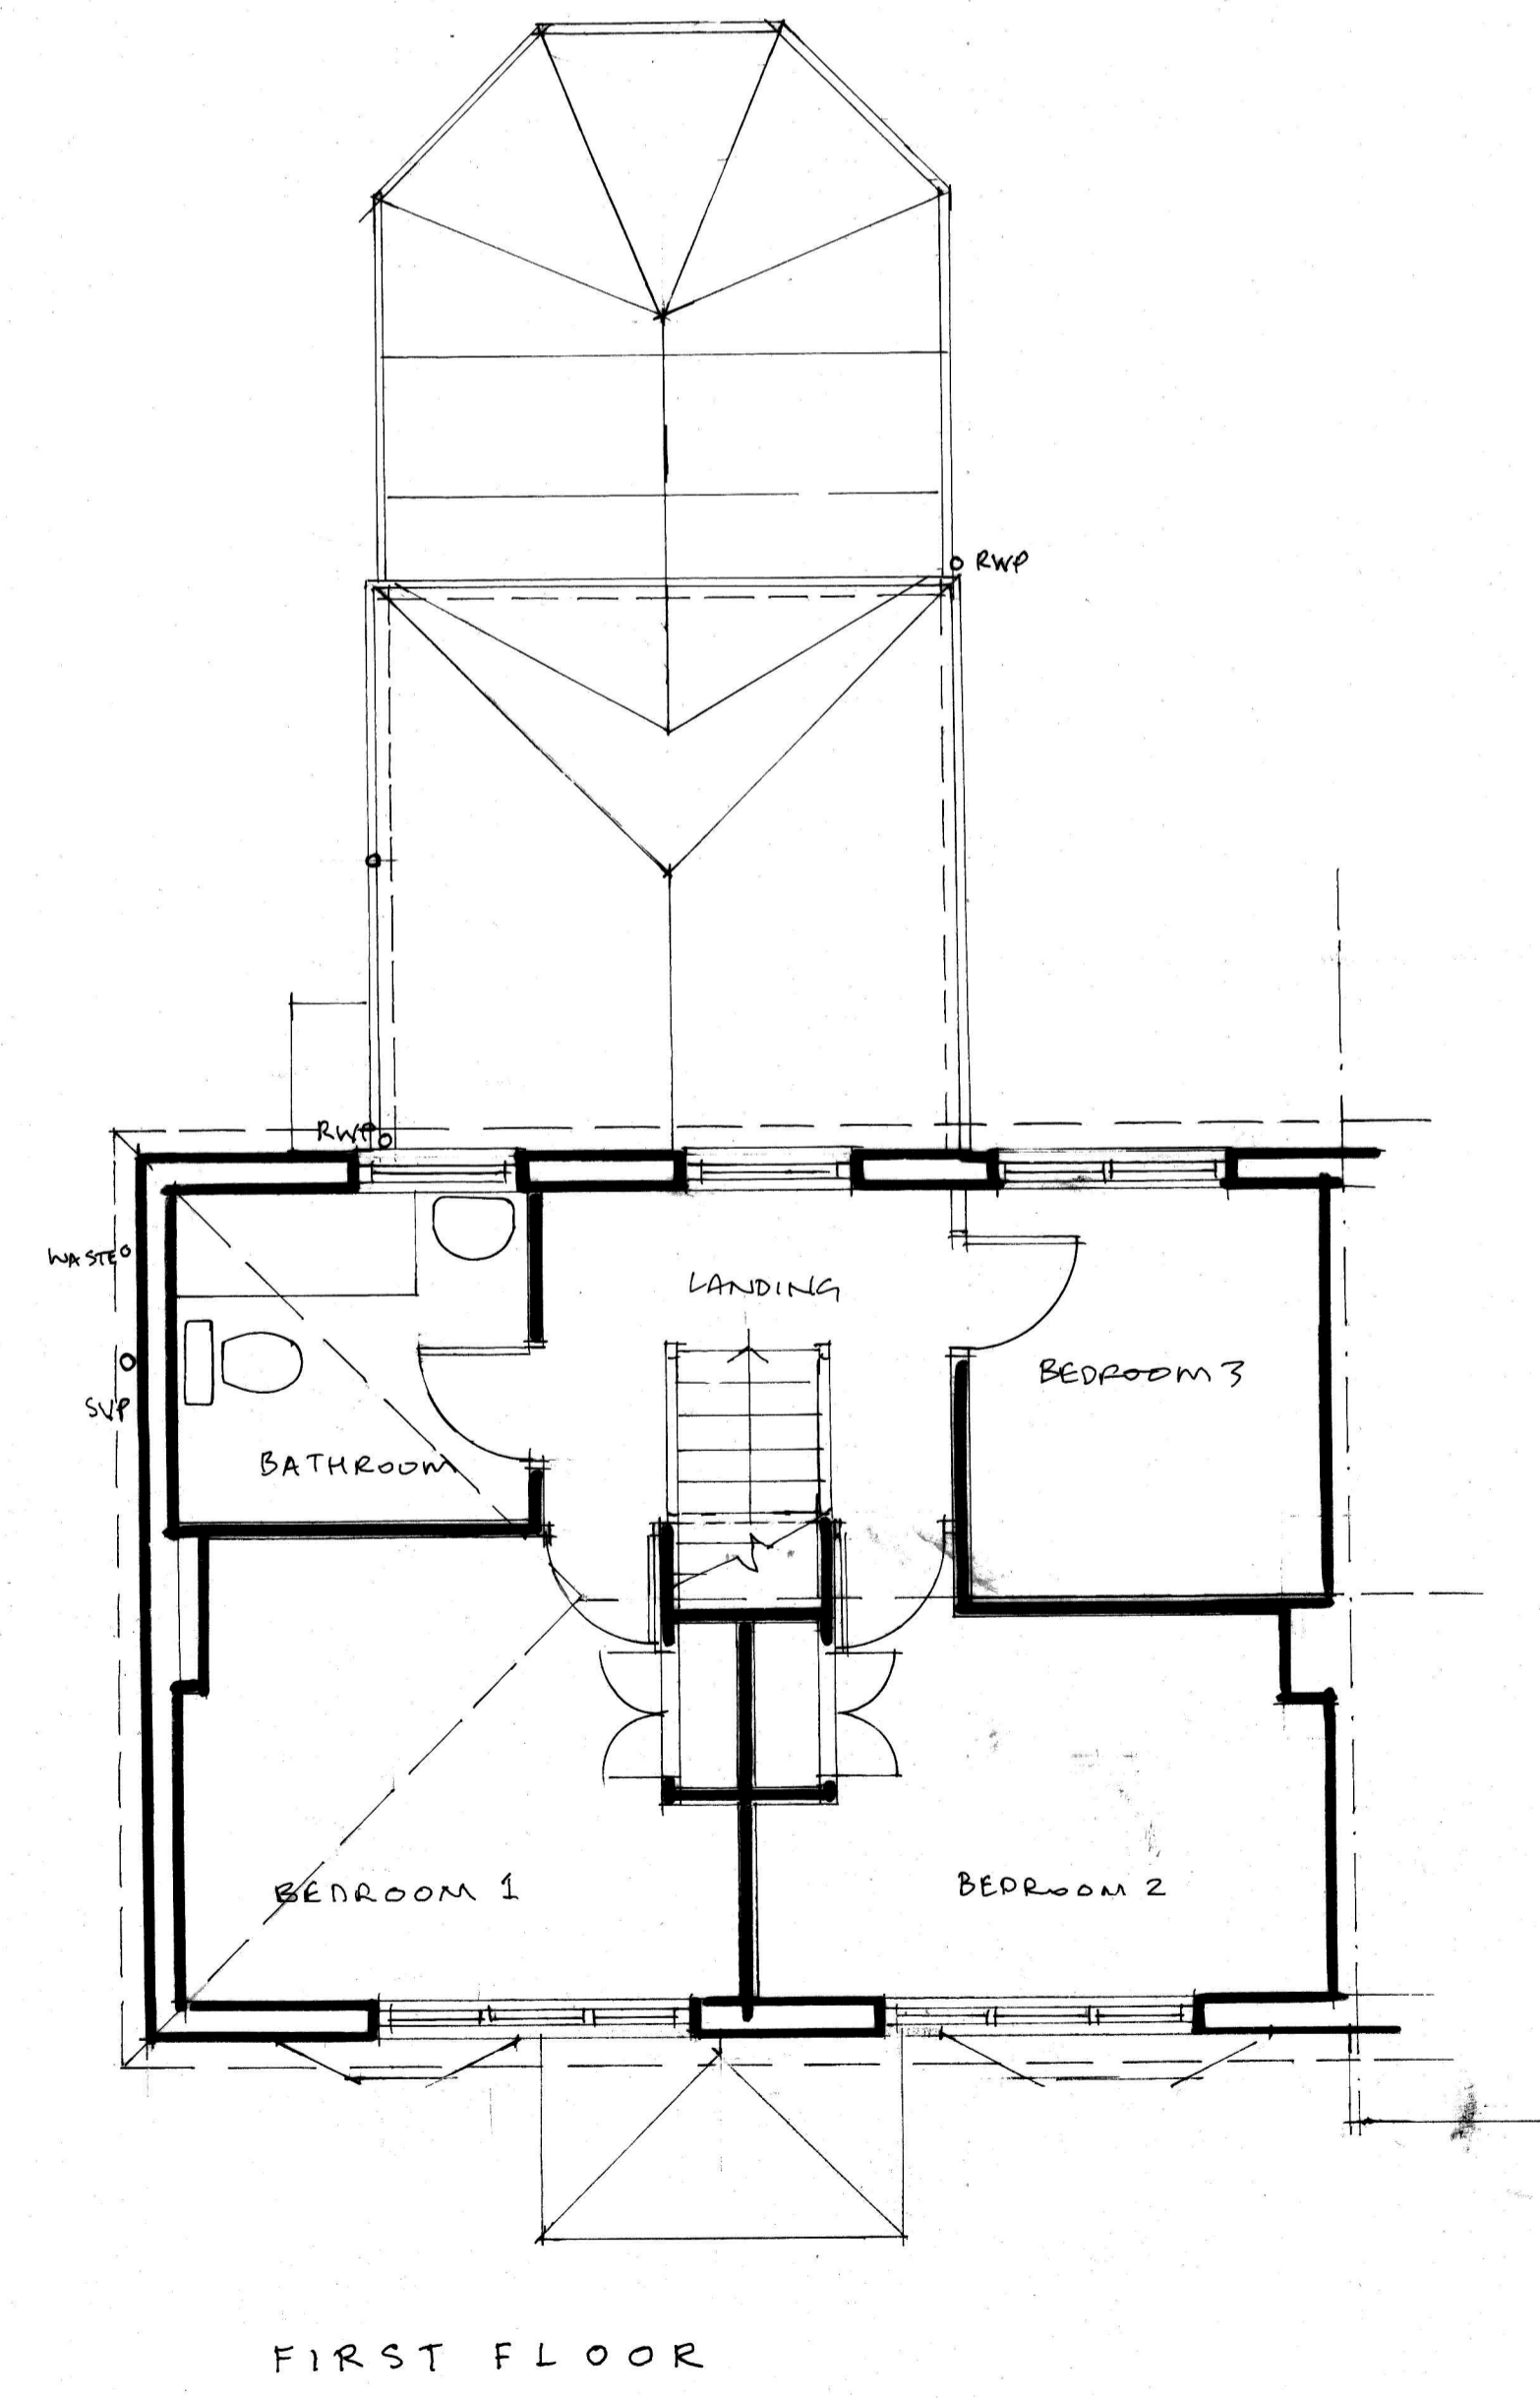 RWP
RWP
WASTE
LANDING
BEDROOM 3
SVP
BATHROOM
BEDROOM 1
BEDROOM 2
FIRST FLOOR